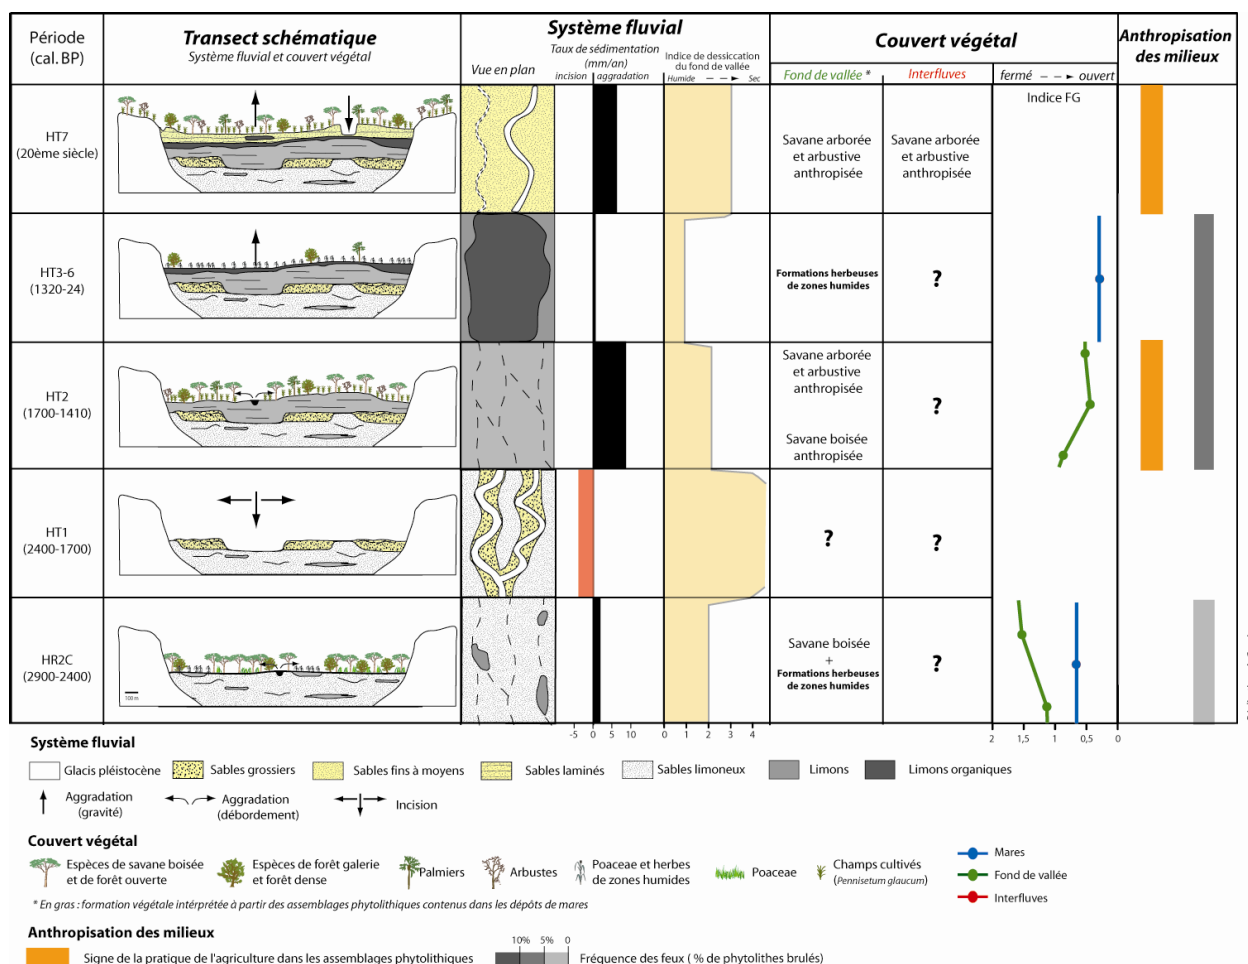 Période
(cal. BP)
Transect schématique
Système fluvial et couvert végétal
Système fluvial
Vue en plan
Taux de sédimentation
(mm/an)
incision
aggradation
Indice de dessiccation
du fond de vallée
Humide
Sec
Couvert végétal
Fond de vallée *
Interfluves
fermé
ouvert
Anthropisation
des milieux
Indice FG
HT7
(20ème siècle)
Savane arborée
et arbustive
anthropisée
Savane arborée
et arbustive
anthropisée
HT3-6
(1320-24)
Formations herbeuses
de zones humides
?
HT2
(1700-1410)
Savane arborée
et arbustive
anthropisée
Savane boisée
anthropisée
?
HT1
(2400-1700)
?
?
HR2C
(2900-2400)
100 m
Savane boisée
+
Formations herbeuses
de zones humides
?
-5 0 5 10
0 1 2 3 4
2 1,5 1 0,5 0
Système fluvial
Glacis pléistocène
Sables grossiers
Sables fins à moyens
Sables laminés
Sables limoneux
Limons
Limons organiques
Aggradation
(gravité)
Aggradation
(débordement)
Incision
Couvert végétal
Espèces de savane boisée
et de forêt ouverte
Espèces de forêt galerie
et forêt dense
Palmiers
Arbustes
Poaceae et herbes
de zones humides
Poaceae
Champs cultivés
(Pennisetum glaucum)
Mares
Fond de vallée
Interfluves
* En gras : formation végétale intérprétée à partir des assemblages phytolithiques contenus dans les dépôts de mares
Anthropisation des milieux
Signe de la pratique de l'agriculture dans les assemblages phytolithiques
10% 5% 0
Fréquence des feux ( % de phytolithes brulés)